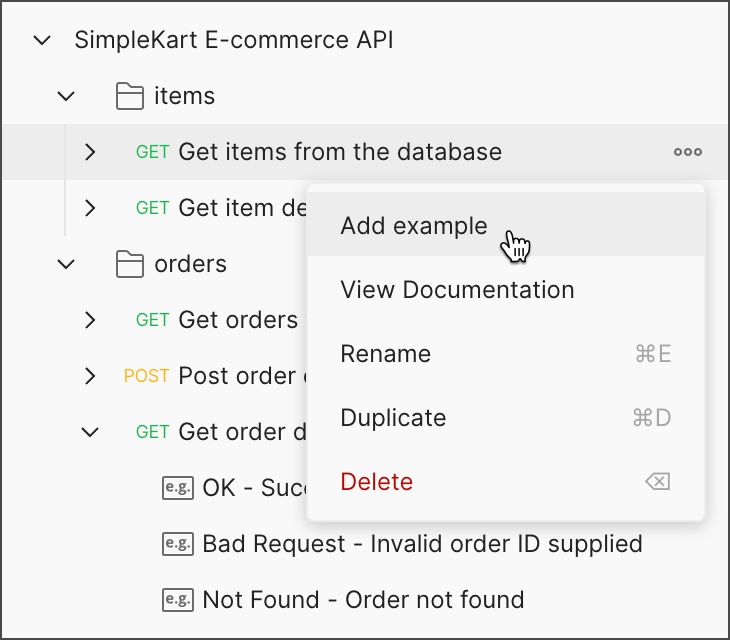 SimpleKart E-commerce API
items
GET Get items from the database
GET Get item
Add example
orders
View Documentation
GET Get orders
Rename ⌘E
POST Post order
Duplicate ⌘D
GET Get order
Delete
e.g. OK -
e.g. Bad Request - Invalid order ID supplied
e.g. Not Found - Order not found